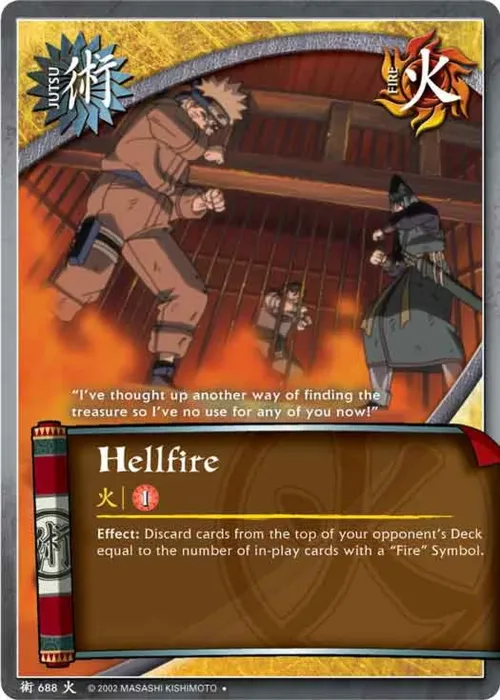 JUTSU 術
FIRE 火
"I've thought up another way of finding the
treasure so I've no use for any of you now!"
Hellfire
火 | 1
Effect: Discard cards from the top of your opponent's Deck
equal to the number of in-play cards with a "Fire" Symbol.
術
術 688 火 © 2002 MASASHI KISHIMOTO •